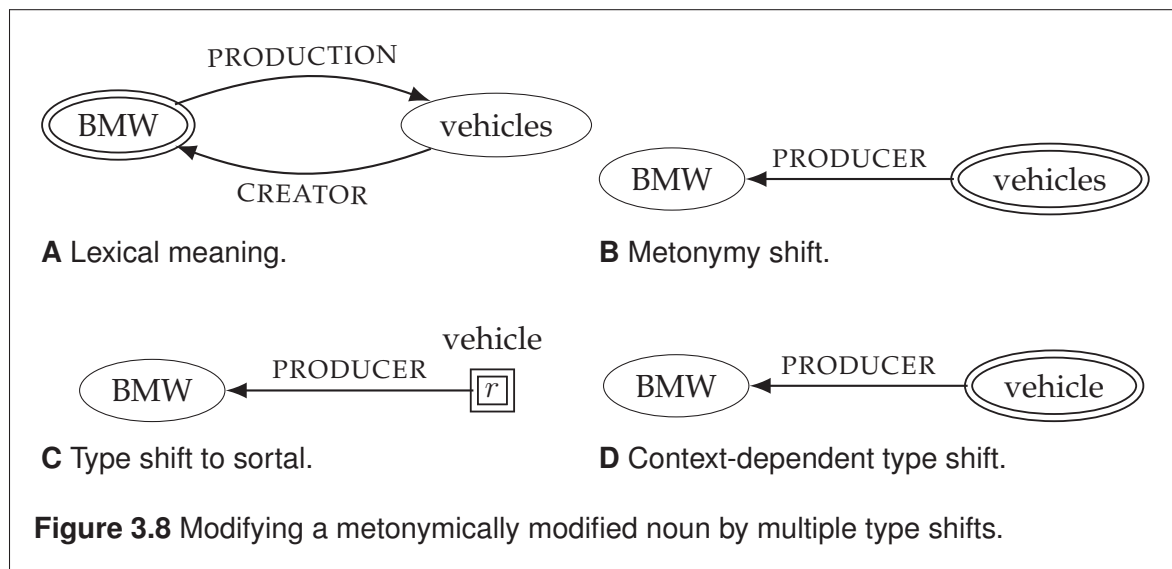 PRODUCTION
BMW vehicles
CREATOR
A Lexical meaning.
BMW PRODUCER vehicles
B Metonymy shift.
vehicle
BMW PRODUCER r
C Type shift to sortal.
BMW PRODUCER vehicle
D Context-dependent type shift.
Figure 3.8 Modifying a metonymically modified noun by multiple type shifts.